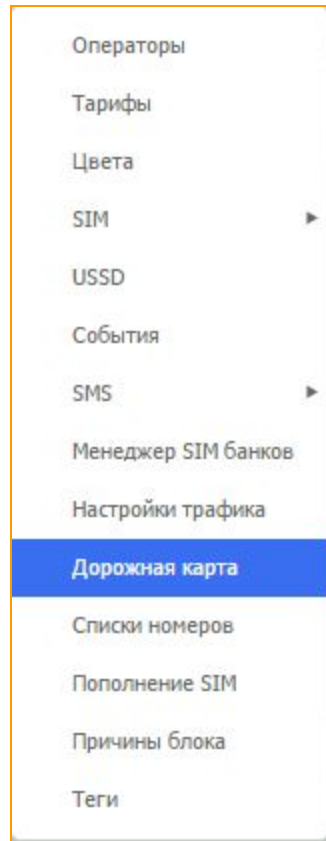 Операторы
Тарифы
Цвета
SIM
USSD
События
SMS
Менеджер SIM банков
Настройки трафика
Дорожная карта
Списки номеров
Пополнение SIM
Причины блока
Теги